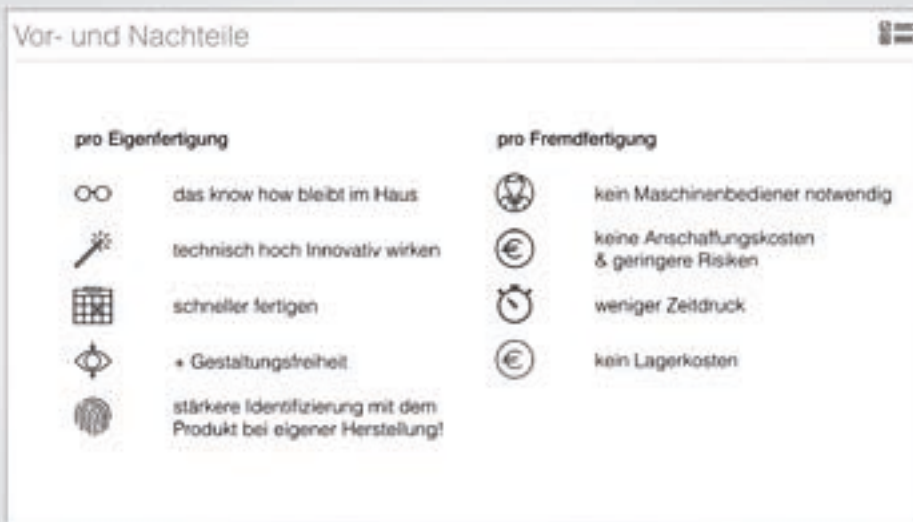 Vor- und Nachteile
pro Eigenfertigung
das know how bleibt im Haus
technisch hoch Innovativ wirken
schneller fertigen
+ Gestaltungsfreiheit
stärkere Identifizierung mit dem
Produkt bei eigener Herstellung!
pro Fremdfertigung
kein Maschinenbediener notwendig
keine Anschaffungskosten
& geringere Risiken
weniger Zeitdruck
kein Lagerkosten